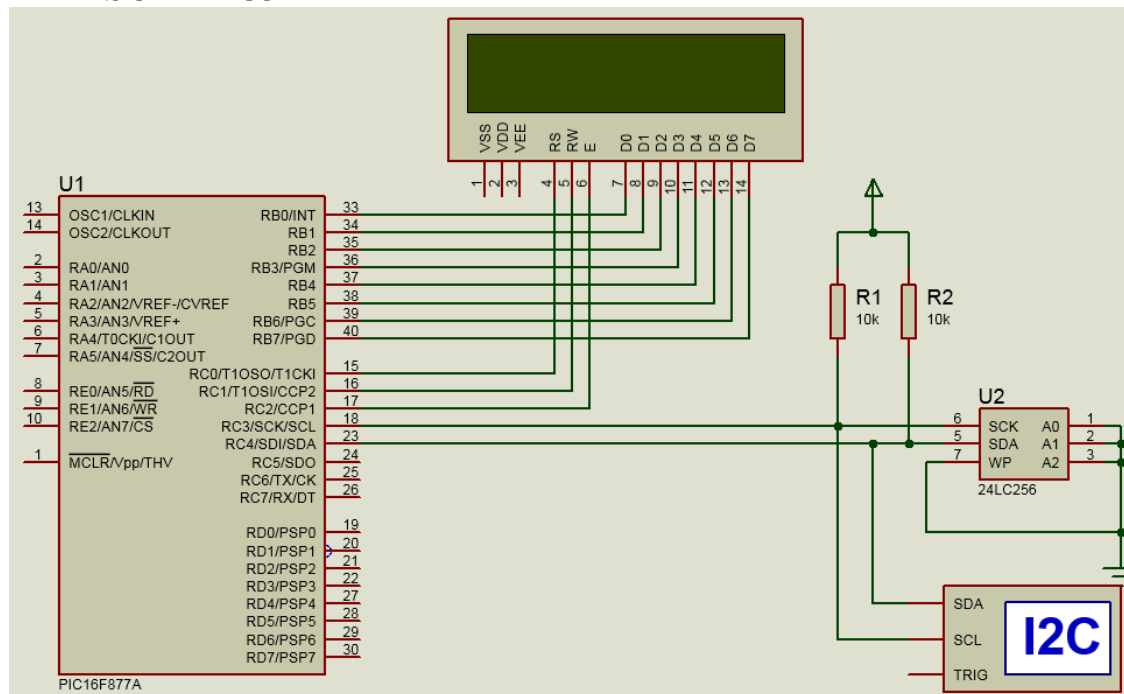 VSS VDD VEE RS RW E D0 D1 D2 D3 D4 D5 D6 D7
1 2 3 4 5 6 7 8 9 10 11 12 13 14
U1
13 OSC1/CLKIN RB0/INT 33
14 OSC2/CLKOUT RB1 34
RB2 35
2 RA0/AN0 RB3/PGM 36
3 RA1/AN1 RB4 37
4 RA2/AN2/VREF-/CVREF RB5 38
5 RA3/AN3/VREF+ RB6/PGC 39
6 RA4/T0CKI/C1OUT RB7/PGD 40
7 RA5/AN4/SS/C2OUT
RC0/T1OSO/T1CKI 15
8 RE0/AN5/RD RC1/T1OSI/CCP2 16
9 RE1/AN6/WR RC2/CCP1 17
10 RE2/AN7/CS RC3/SCK/SCL 18
RC4/SDI/SDA 23
1 MCLR/Vpp/THV RC5/SDO 24
RC6/TX/CK 25
RC7/RX/DT 26
RD0/PSP0 19
RD1/PSP1 20
RD2/PSP2 21
RD3/PSP3 22
RD4/PSP4 27
RD5/PSP5 28
RD6/PSP6 29
RD7/PSP7 30
PIC16F877A
R1
10k
R2
10k
U2
6 SCK A0 1
5 SDA A1 2
7 WP A2 3
24LC256
SDA
SCL
TRIG
I2C